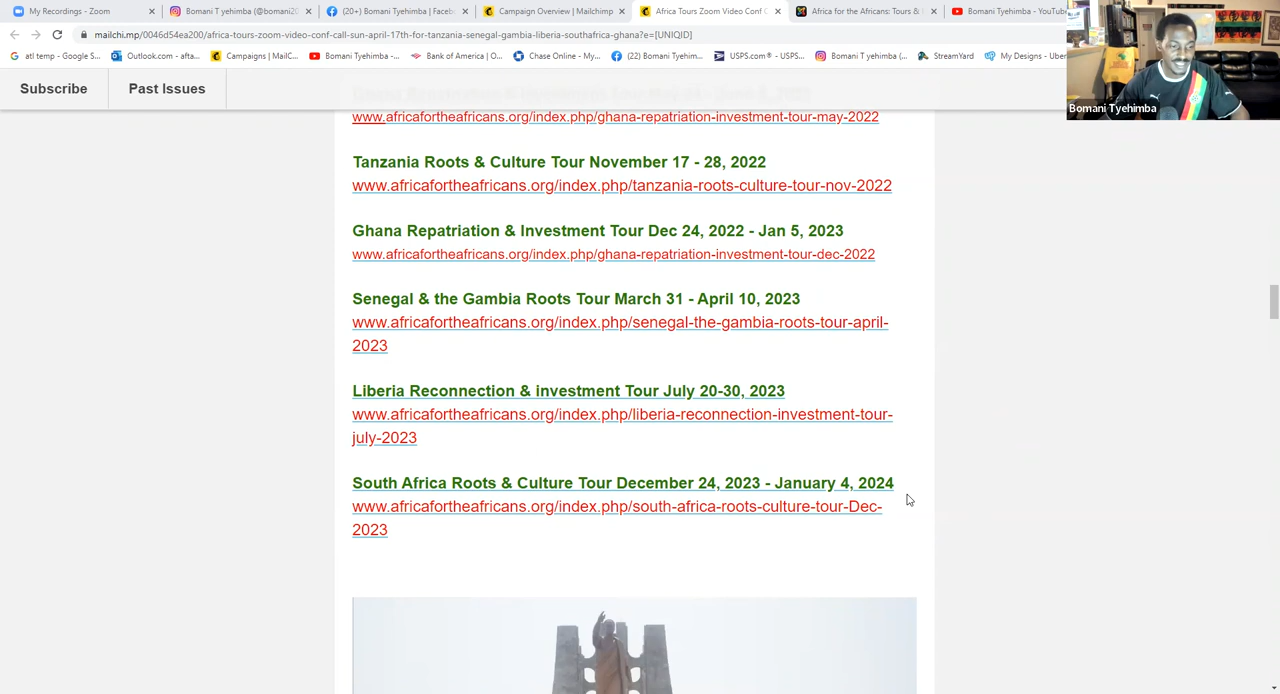 My Recordings - Zoom
Bomani T yehimba (@bomani20
(20+) Bomani Tyehimba | Faceb
Campaign Overview | Mailchimp
Africa Tours Zoom Video Conf C
Africa for the Africans: Tours &
Bomani Tyehimba - YouTube
mailchi.mp/0046d54ea200/africa-tours-zoom-video-conf-call-sun-april-17th-for-tanzania-senegal-gambia-liberia-southafrica-ghana?e=[UNIQID]
atl temp - Google S...
Outlook.com - afta...
Campaigns | MailC...
Bomani Tyehimba -...
Bank of America | O...
Chase Online - My...
(22) Bomani Tyehim...
USPS.com® - USPS...
Bomani T yehimba (...
StreamYard
My Designs - Uber
Subscribe
Past Issues
Bomani Tyehimba
www.africafortheafricans.org/index.php/ghana-repatriation-investment-tour-may-2022
Tanzania Roots & Culture Tour November 17 - 28, 2022
www.africafortheafricans.org/index.php/tanzania-roots-culture-tour-nov-2022
Ghana Repatriation & Investment Tour Dec 24, 2022 - Jan 5, 2023
www.africafortheafricans.org/index.php/ghana-repatriation-investment-tour-dec-2022
Senegal & the Gambia Roots Tour March 31 - April 10, 2023
www.africafortheafricans.org/index.php/senegal-the-gambia-roots-tour-april-
2023
Liberia Reconnection & investment Tour July 20-30, 2023
www.africafortheafricans.org/index.php/liberia-reconnection-investment-tour-
july-2023
South Africa Roots & Culture Tour December 24, 2023 - January 4, 2024
www.africafortheafricans.org/index.php/south-africa-roots-culture-tour-Dec-
2023